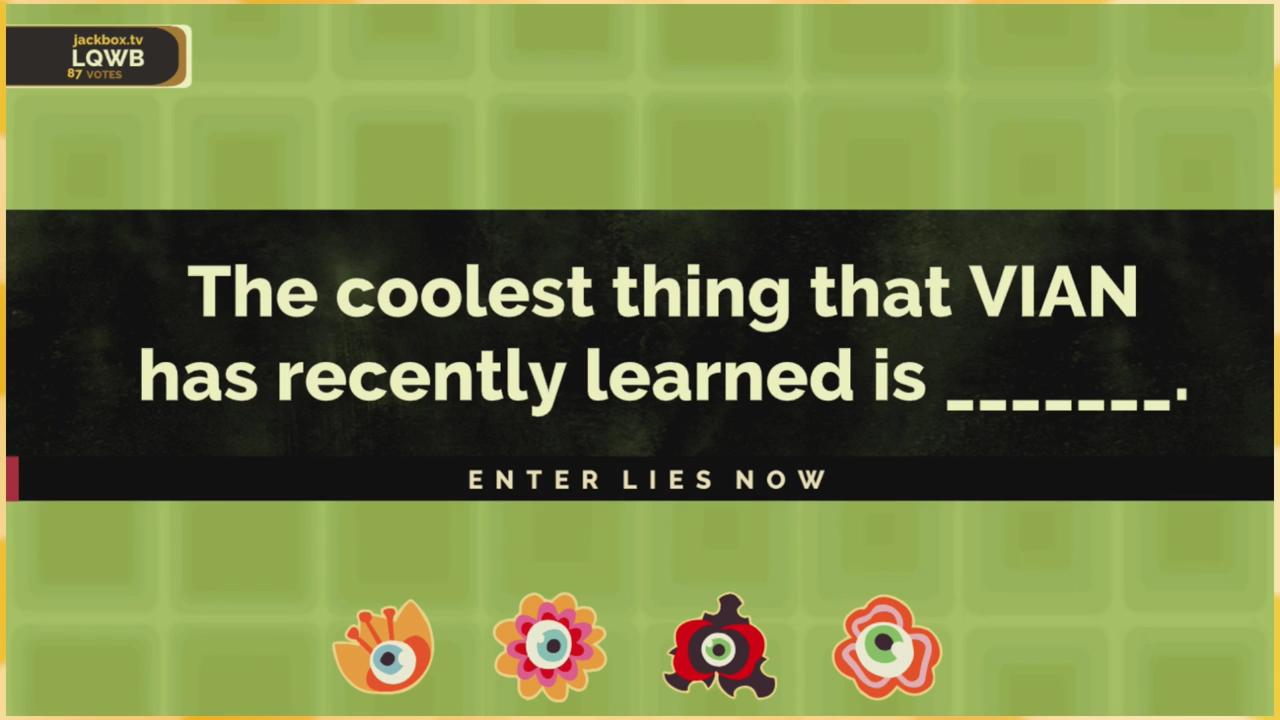 jackbox.tv
LQWB
87 VOTES
The coolest thing that VIAN
has recently learned is _______.
ENTER LIES NOW